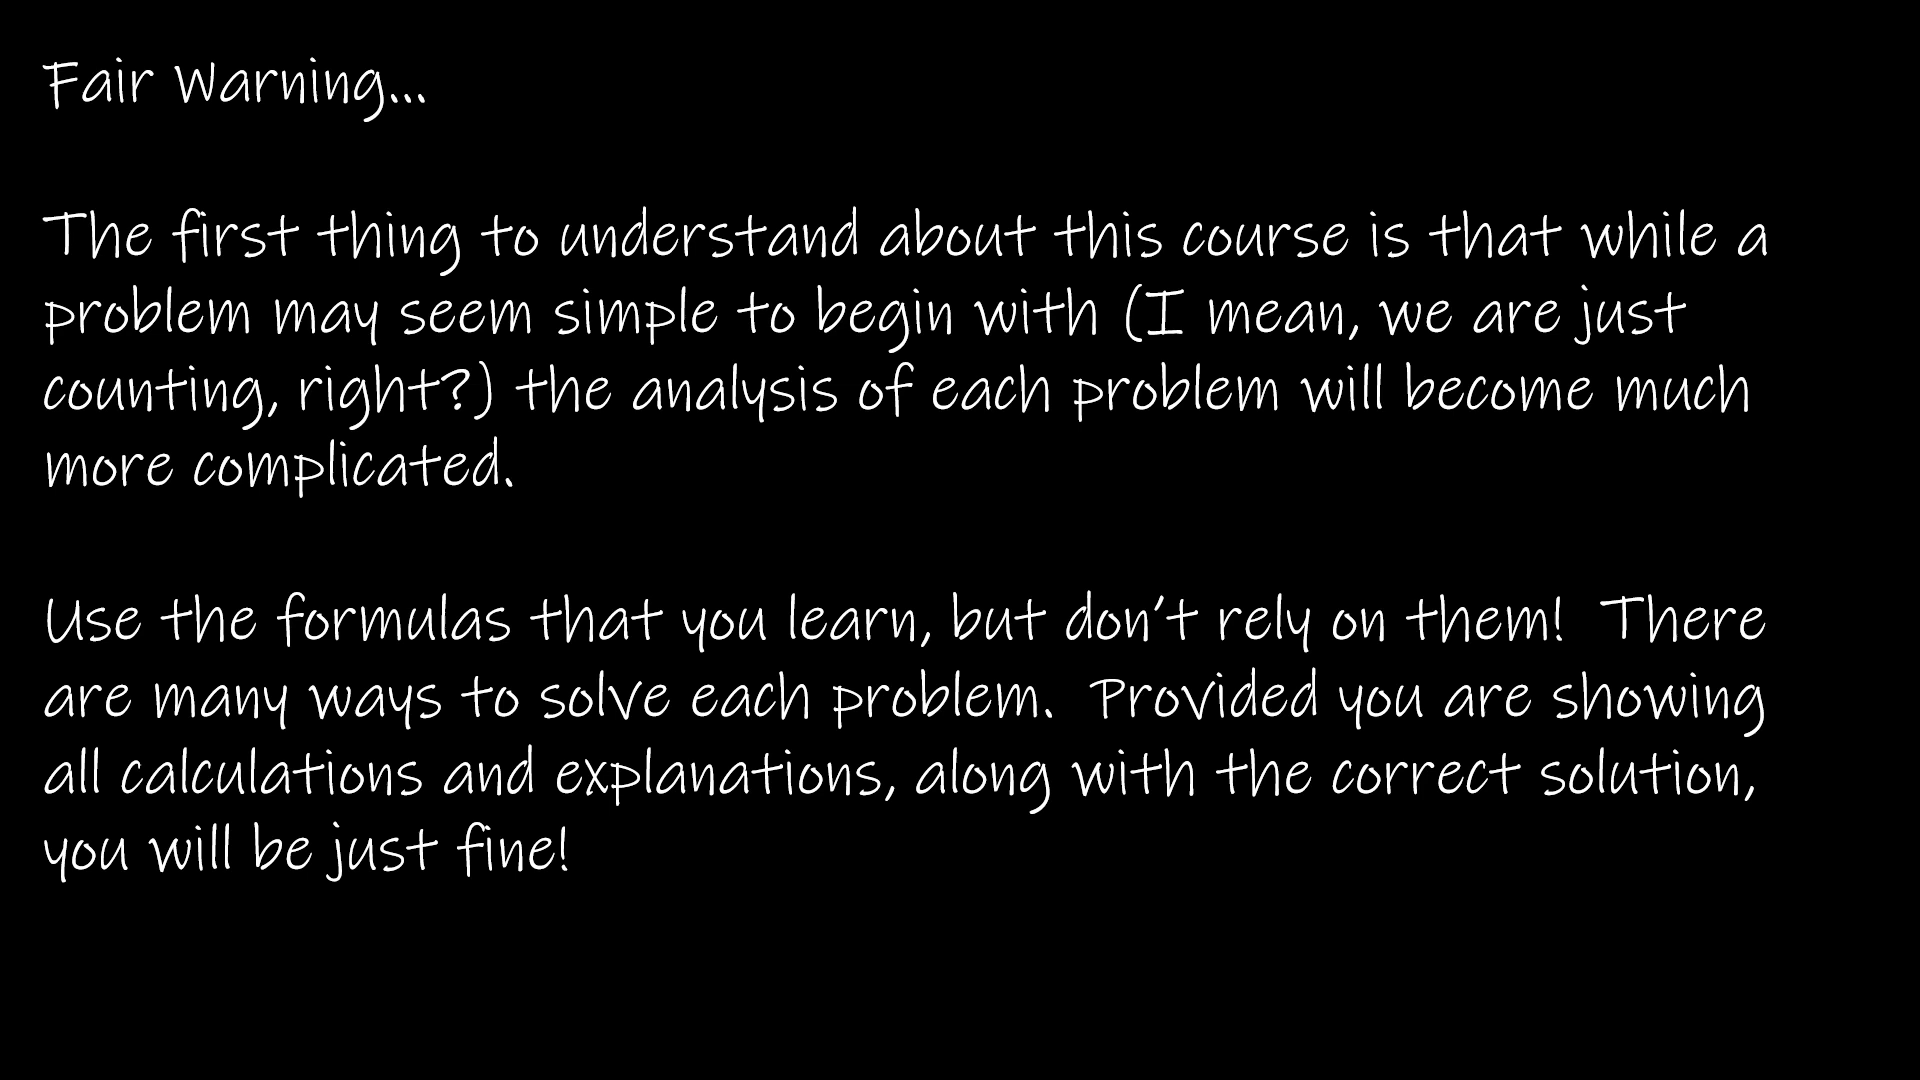 Fair Warning...
The first thing to understand about this course is that while a
problem may seem simple to begin with (I mean, we are just
counting, right?) the analysis of each problem will become much
more complicated.
Use the formulas that you learn, but don't rely on them!  There
are many ways to solve each problem.  Provided you are showing
all calculations and explanations, along with the correct solution,
you will be just fine!